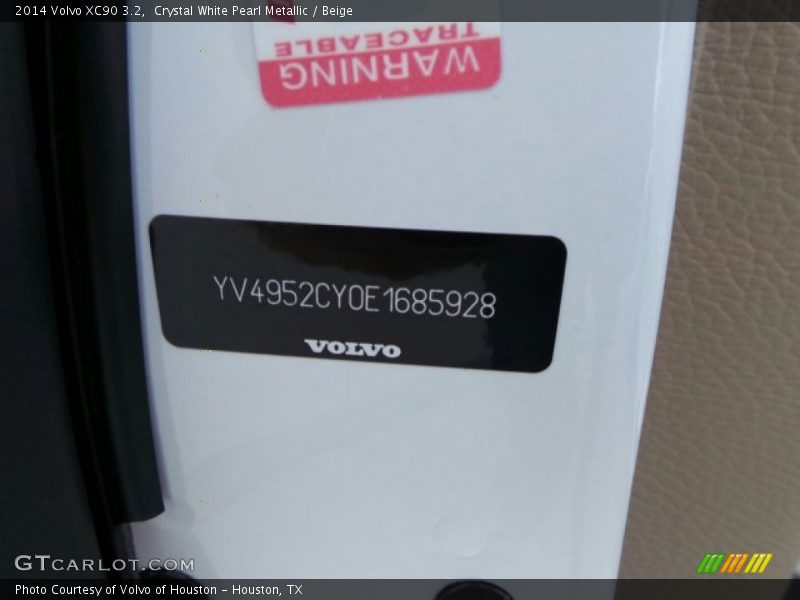 2014 Volvo XC90 3.2,  Crystal White Pearl Metallic / Beige
WARNING
TRACEABLE
YV4952CY0E1685928
VOLVO
GTCARLOT.COM
Photo Courtesy of Volvo of Houston - Houston, TX